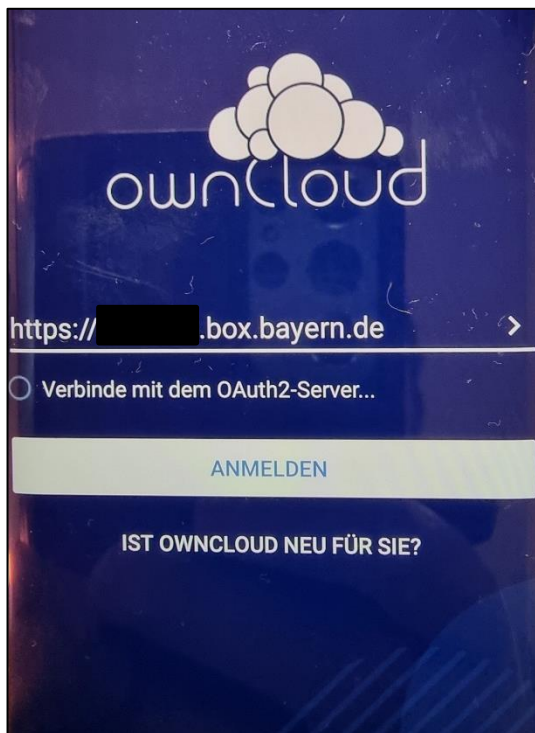 ownCloud
https://
.box.bayern.de
Verbinde mit dem OAuth2-Server...
ANMELDEN
IST OWNCLOUD NEU FÜR SIE?